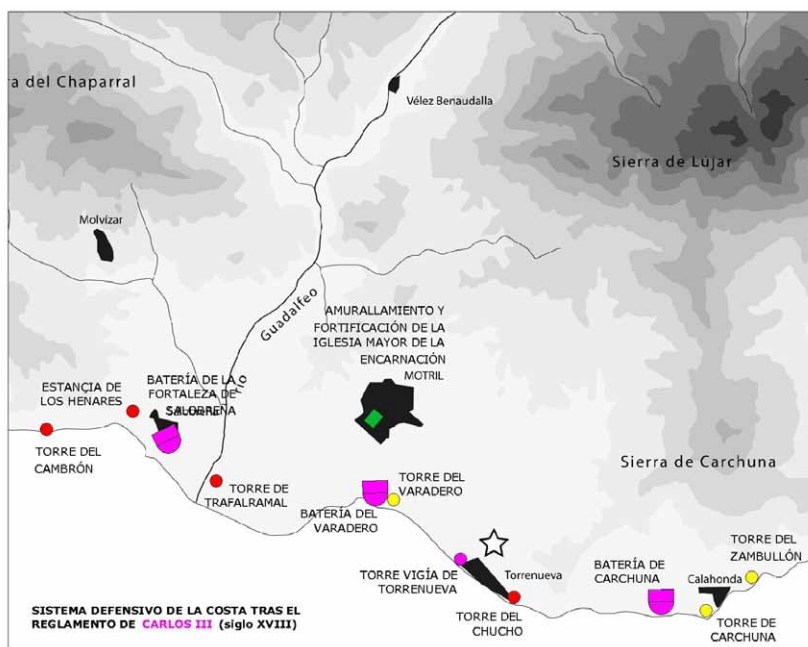 ra del Chaparral
Vélez Benaudalla
Sierra de Lújar
Molvízar
Río Guadalfeo
AMURALLAMIENTO Y
FORTIFICACIÓN DE LA
IGLESIA MAYOR DE LA
ENCARNACIÓN
MOTRIL
ESTANÇIA DE
LOS HENARES
BATERÍA DE LA
FORTALEZA DE
SALOBREÑA
Salobreña
TORRE DEL
CAMBRÓN
TORRE DE
TRAFALRAMAL
TORRE DEL
VARADERO
BATERÍA DEL
VARADERO
Sierra de Carchuna
TORRE VIGÍA DE
TORRENUEVA
Torrenueva
TORRE DEL
CHUCHO
BATERÍA DE
CARCHUNA
Calahonda
TORRE DEL
ZAMBULLÓN
TORRE DE
CARCHUNA
SISTEMA DEFENSIVO DE LA COSTA TRAS EL
REGLAMENTO DE CARLOS III (siglo XVIII)